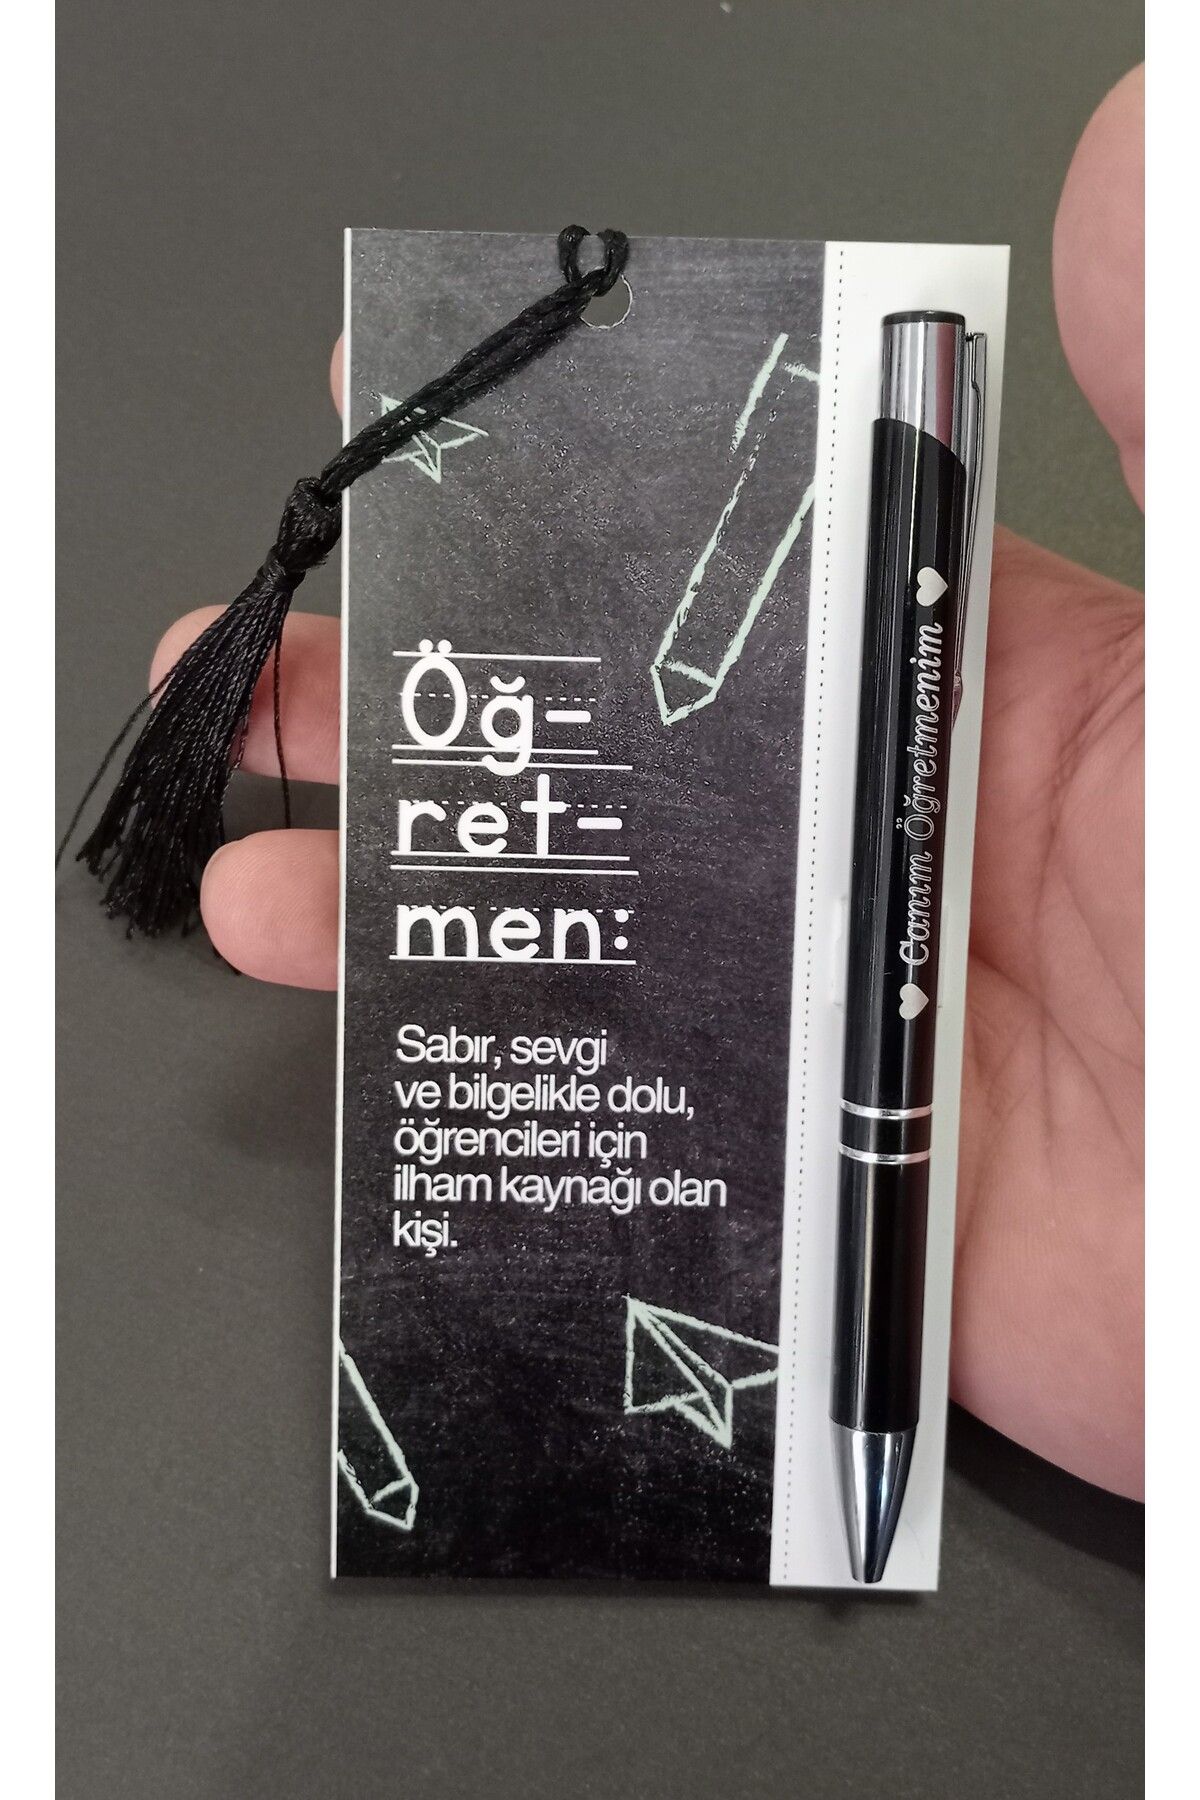 Öğ-
ret-
men:
Sabır, sevgi
ve bilgelikle dolu,
öğrencileri için
ilham kaynağı olan
kişi.
♥ Canım Öğretmenim ♥